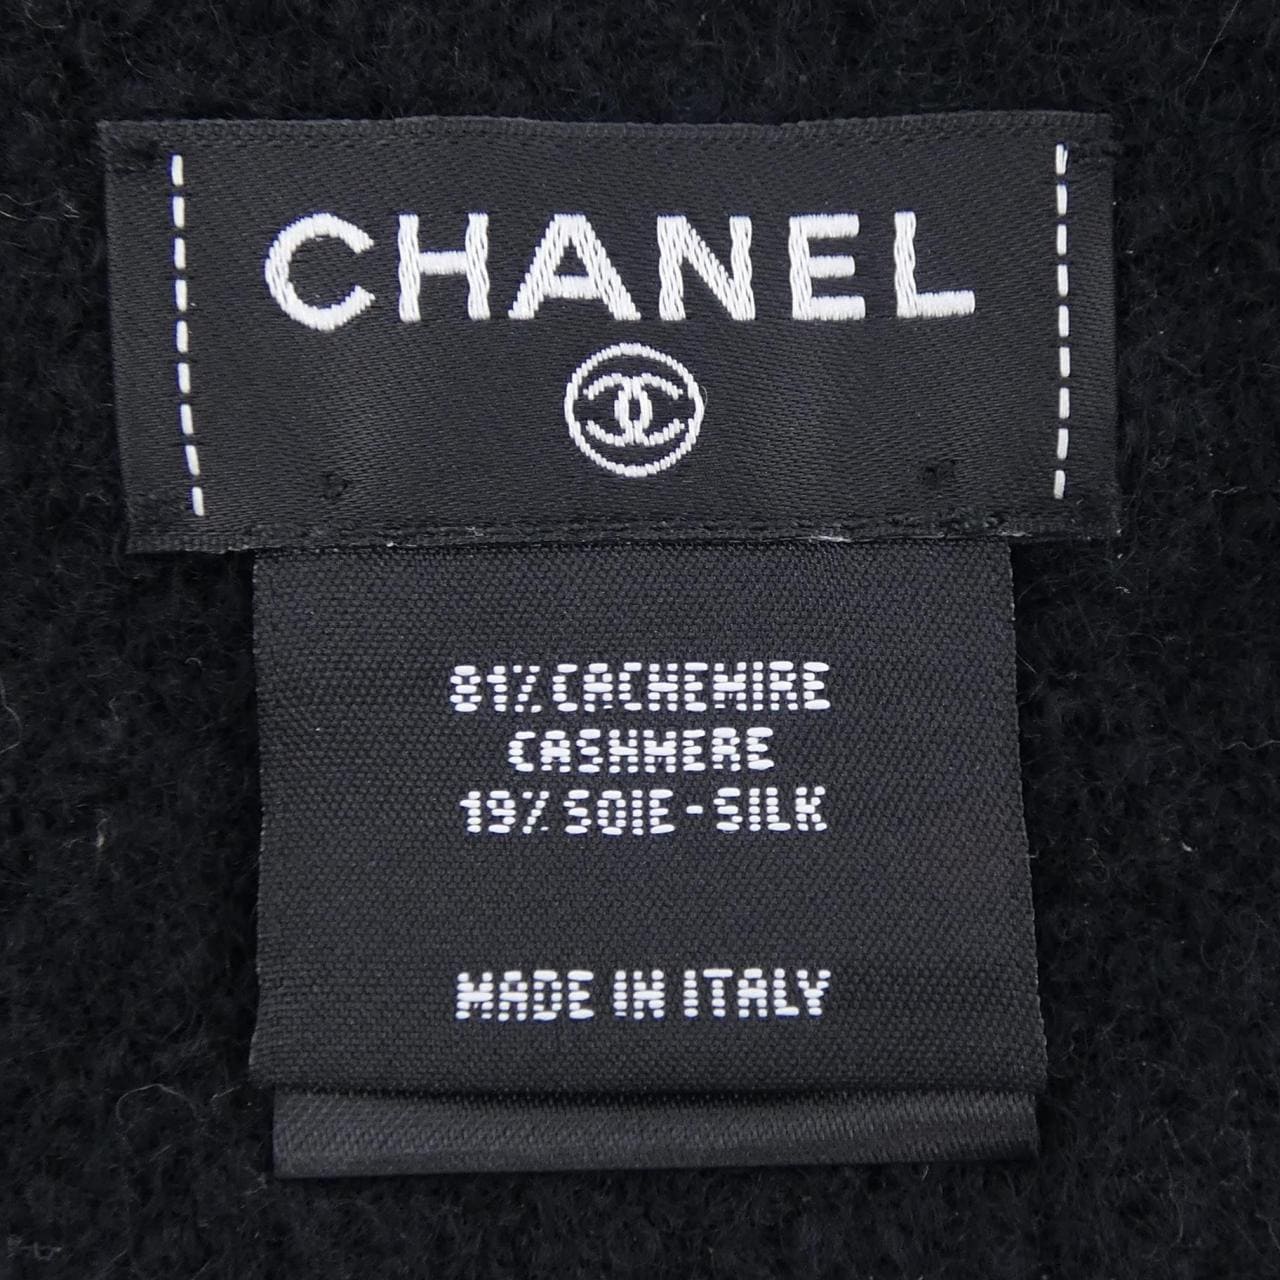 CHANEL
81% CACHEMIRE
CASHMERE
19% SOIE-SILK
MADE IN ITALY